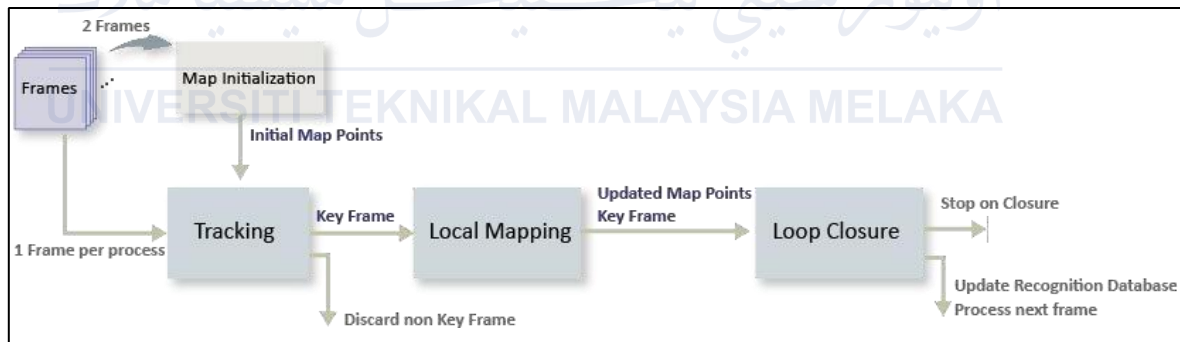 2 Frames
Frames
...
Map Initialization
UNIVERSITI TEKNIKAL MALAYSIA MELAKA
Initial Map Points
Tracking
1 Frame per process
Key Frame
Discard non Key Frame
Local Mapping
Updated Map Points
Key Frame
Loop Closure
Stop on Closure
Update Recognition Database
Process next frame